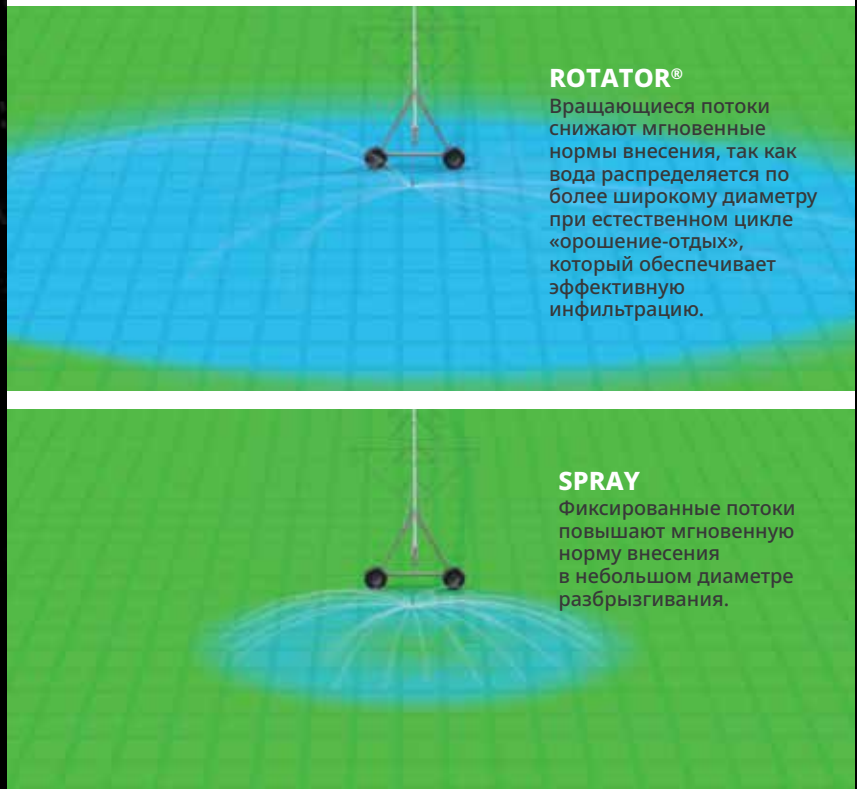 ROTATOR®
Вращающиеся потоки
снижают мгновенные
нормы внесения, так как
вода распределяется по
более широкому диаметру
при естественном цикле
«орошение-отдых»,
который обеспечивает
эффективную
инфильтрацию.
SPRAY
Фиксированные потоки
повышают мгновенную
норму внесения
в небольшом диаметре
разбрызгивания.